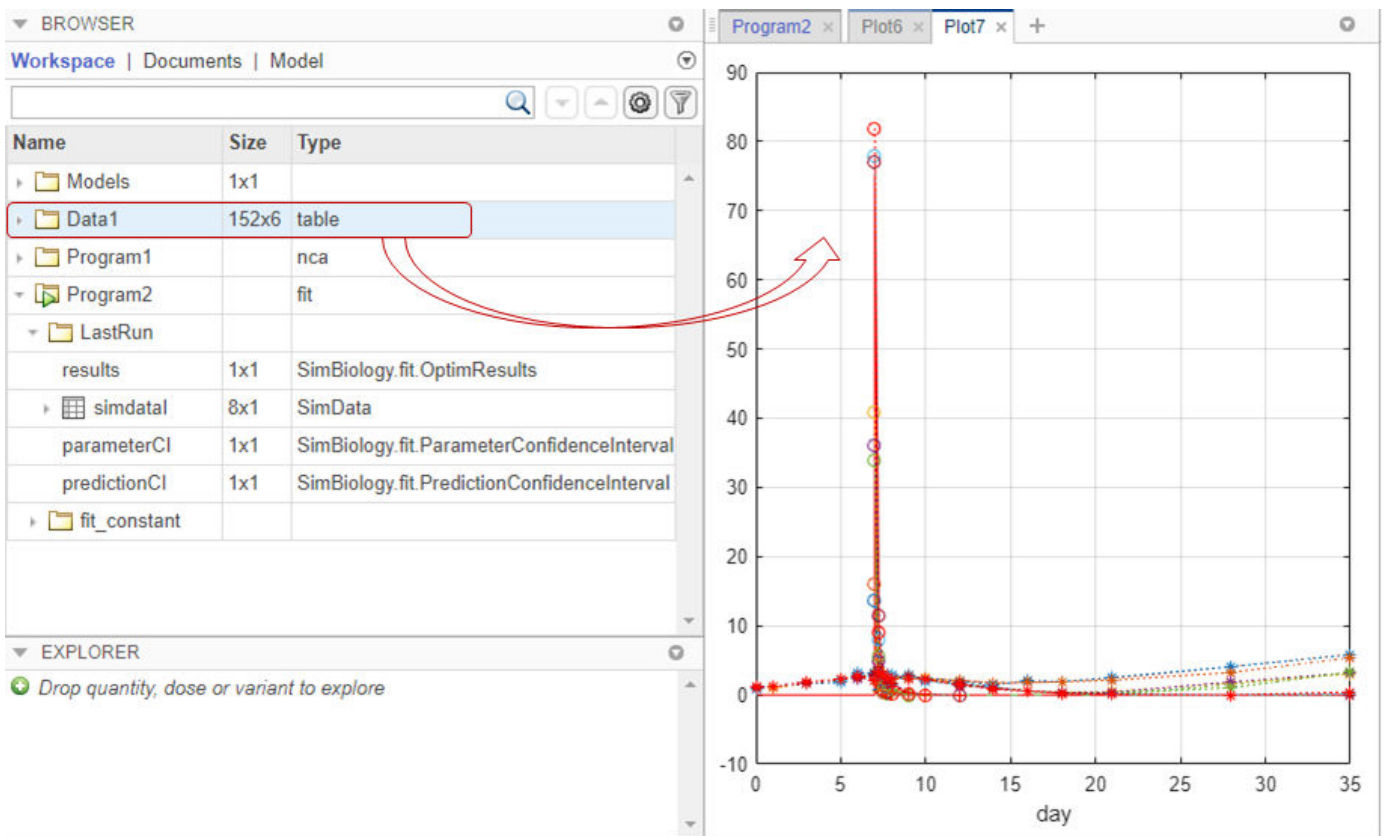 BROWSER
Workspace | Documents | Model
Name Size Type
Models 1x1
Data1 152x6 table
Program1 nca
Program2 fit
LastRun
results 1x1 SimBiology.fit.OptimResults
simdataI 8x1 SimData
parameterCI 1x1 SimBiology.fit.ParameterConfidenceInterval
predictionCI 1x1 SimBiology.fit.PredictionConfidenceInterval
fit_constant
EXPLORER
Drop quantity, dose or variant to explore
Program2 × Plot6 × Plot7 × +
90
80
70
60
50
40
30
20
10
0
-10
0 5 10 15 20 25 30 35
day